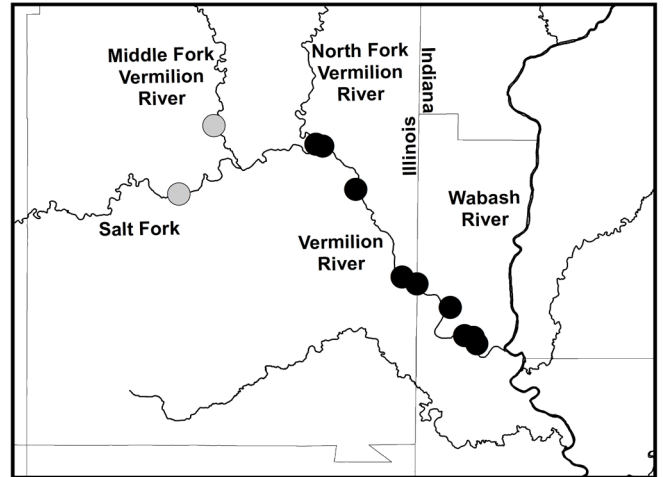 Middle Fork
Vermilion
River
North Fork
Vermilion
River
Indiana
Illinois
Wabash
River
Salt Fork
Vermilion
River